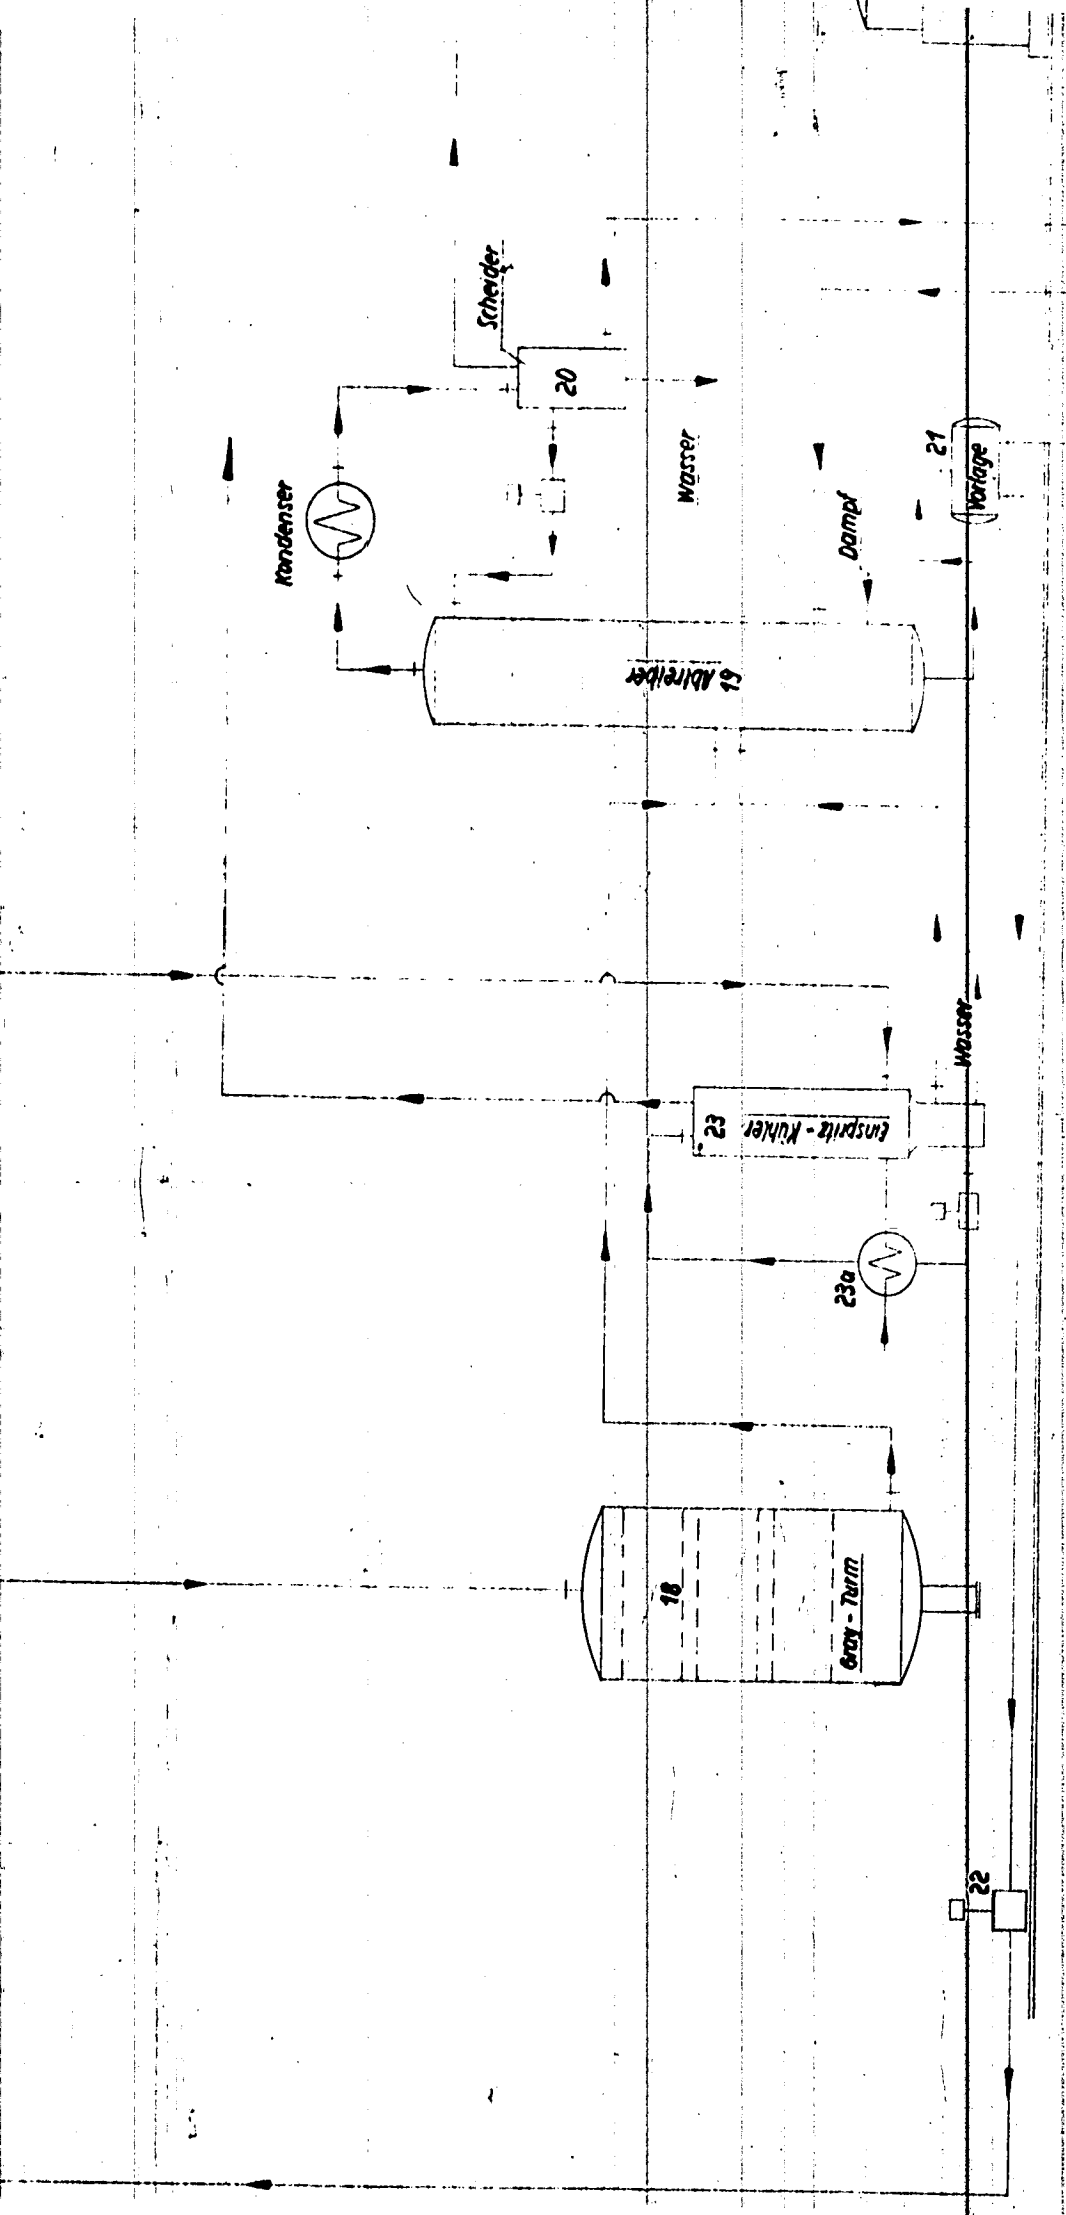 Scheider
20
Kondenser
Wasser
21
Vorlage
Dampf
19 Abtreiber
Wasser
23
Einspritz-Kühler
23a
18
Gray-Turm
22